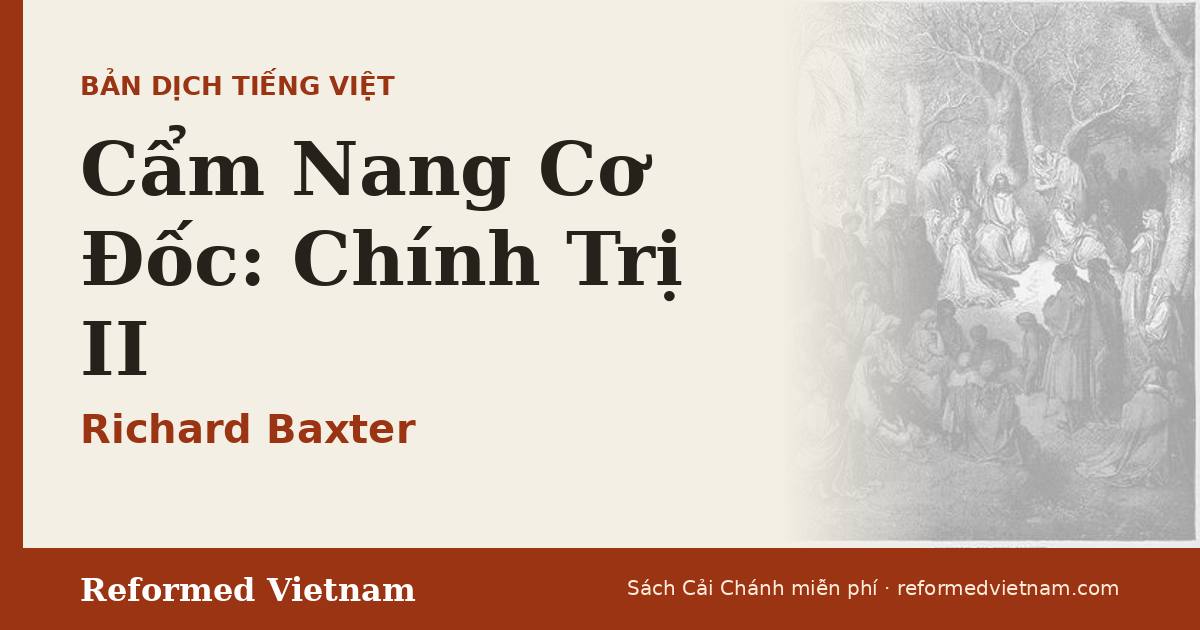 BẢN DỊCH TIẾNG VIỆT
Cẩm Nang Cơ
Đốc: Chính Trị
II
Richard Baxter
Reformed Vietnam
Sách Cải Chánh miễn phí · reformedvietnam.com